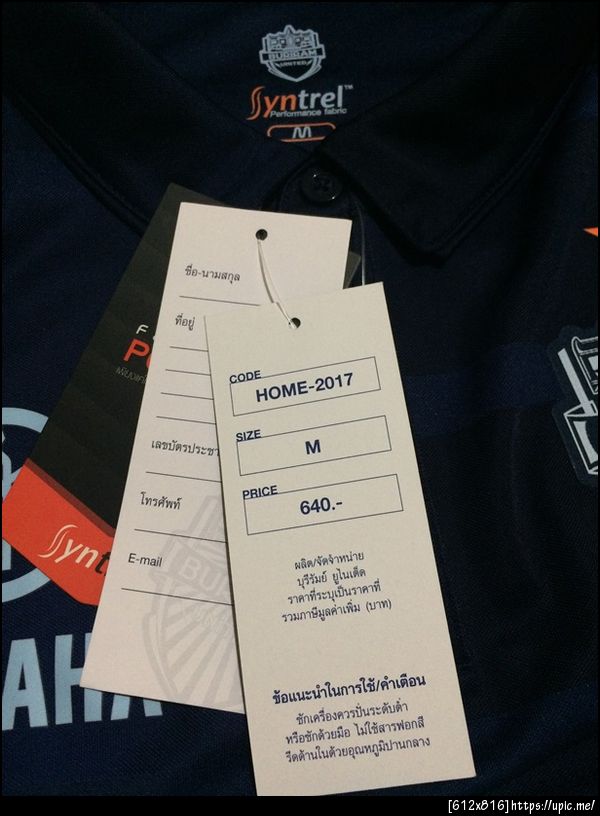 BURIRAM
UNITED
Syntrel™
Performance fabric
M
ชื่อ-นามสกุล
ที่อยู่
เลขบัตรประชา
โทรศัพท์
E-mail
BURIRAM
Synt
AHA
CODE
HOME-2017
SIZE
M
PRICE
640.-
ผลิต/จัดจำหน่าย
บุรีรัมย์ ยูไนเต็ด
ราคาที่ระบุเป็นราคาที่
รวมภาษีมูลค่าเพิ่ม (บาท)
ข้อแนะนำในการใช้/คำเตือน
ซักเครื่องควรปั่นระดับต่ำ
หรือซักด้วยมือ ไม่ใช้สารฟอกสี
รีดด้านในด้วยอุณหภูมิปานกลาง
[612x816]https://upic.me/